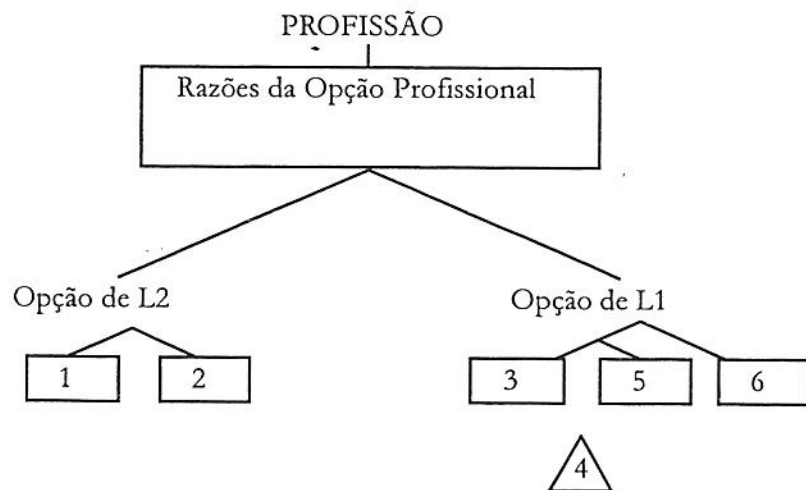 PROFISSÃO
Razões da Opção Profissional
Opção de L2
Opção de L1
1
2
3
5
6
4